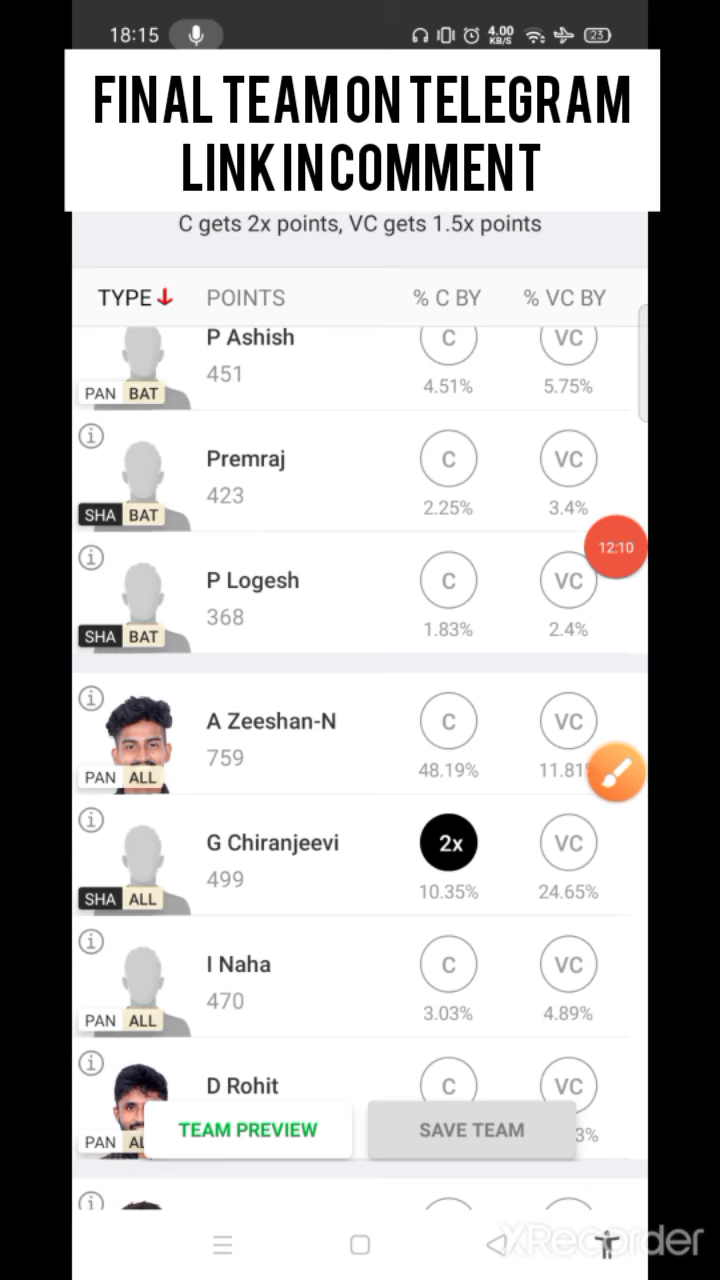 18:15 4.00 KB/S 23
FINAL TEAM ON TELEGRAM
LINK IN COMMENT
C gets 2x points, VC gets 1.5x points
TYPE POINTS % C BY % VC BY
P Ashish C VC
451 4.51% 5.75%
PAN BAT
Premraj C VC
423 2.25% 3.4%
SHA BAT
12:10
P Logesh C VC
368 1.83% 2.4%
SHA BAT
A Zeeshan-N C VC
759 48.19%
PAN ALL
G Chiranjeevi 2x VC
499 10.35% 24.65%
SHA ALL
I Naha C VC
470 3.03% 4.89%
PAN ALL
D Rohit C VC
PAN
TEAM PREVIEW SAVE TEAM
XRecorder